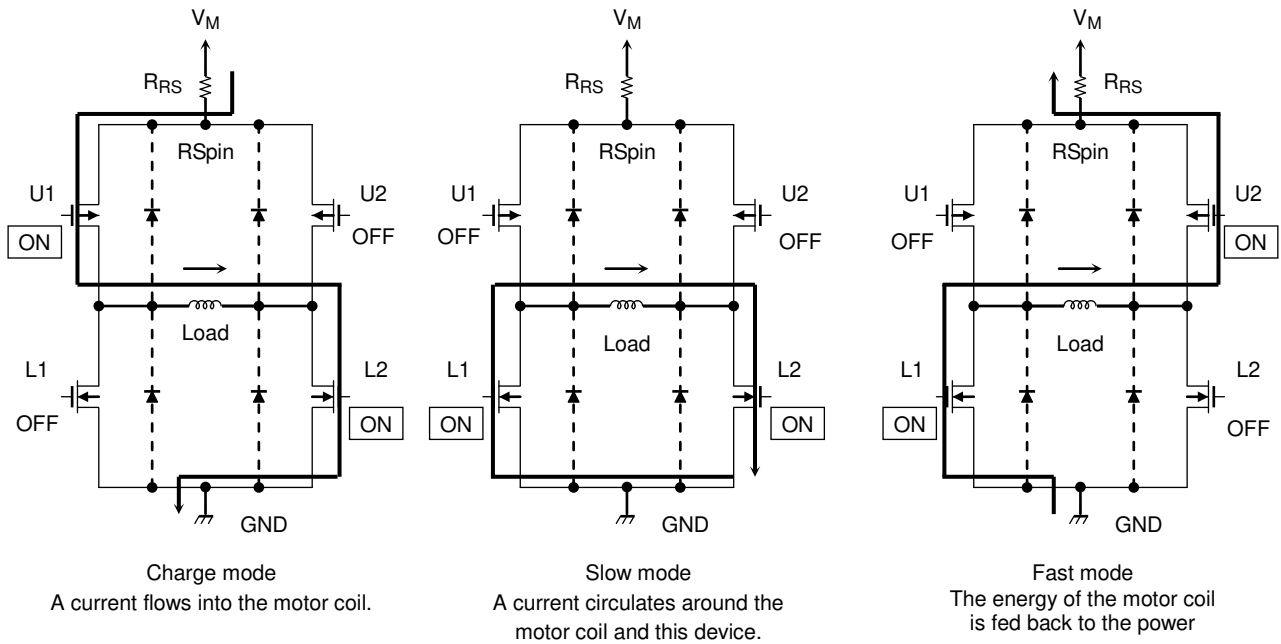 VM
VM
VM
RRS
RRS
RRS
RSpin
RSpin
RSpin
U1
U2
U1
U2
U1
U2
ON
OFF
OFF
OFF
OFF
ON
Load
Load
Load
L1
L2
L1
L2
L1
L2
OFF
ON
ON
ON
ON
OFF
GND
GND
GND
Charge mode
A current flows into the motor coil.
Slow mode
A current circulates around the
motor coil and this device.
Fast mode
The energy of the motor coil
is fed back to the power